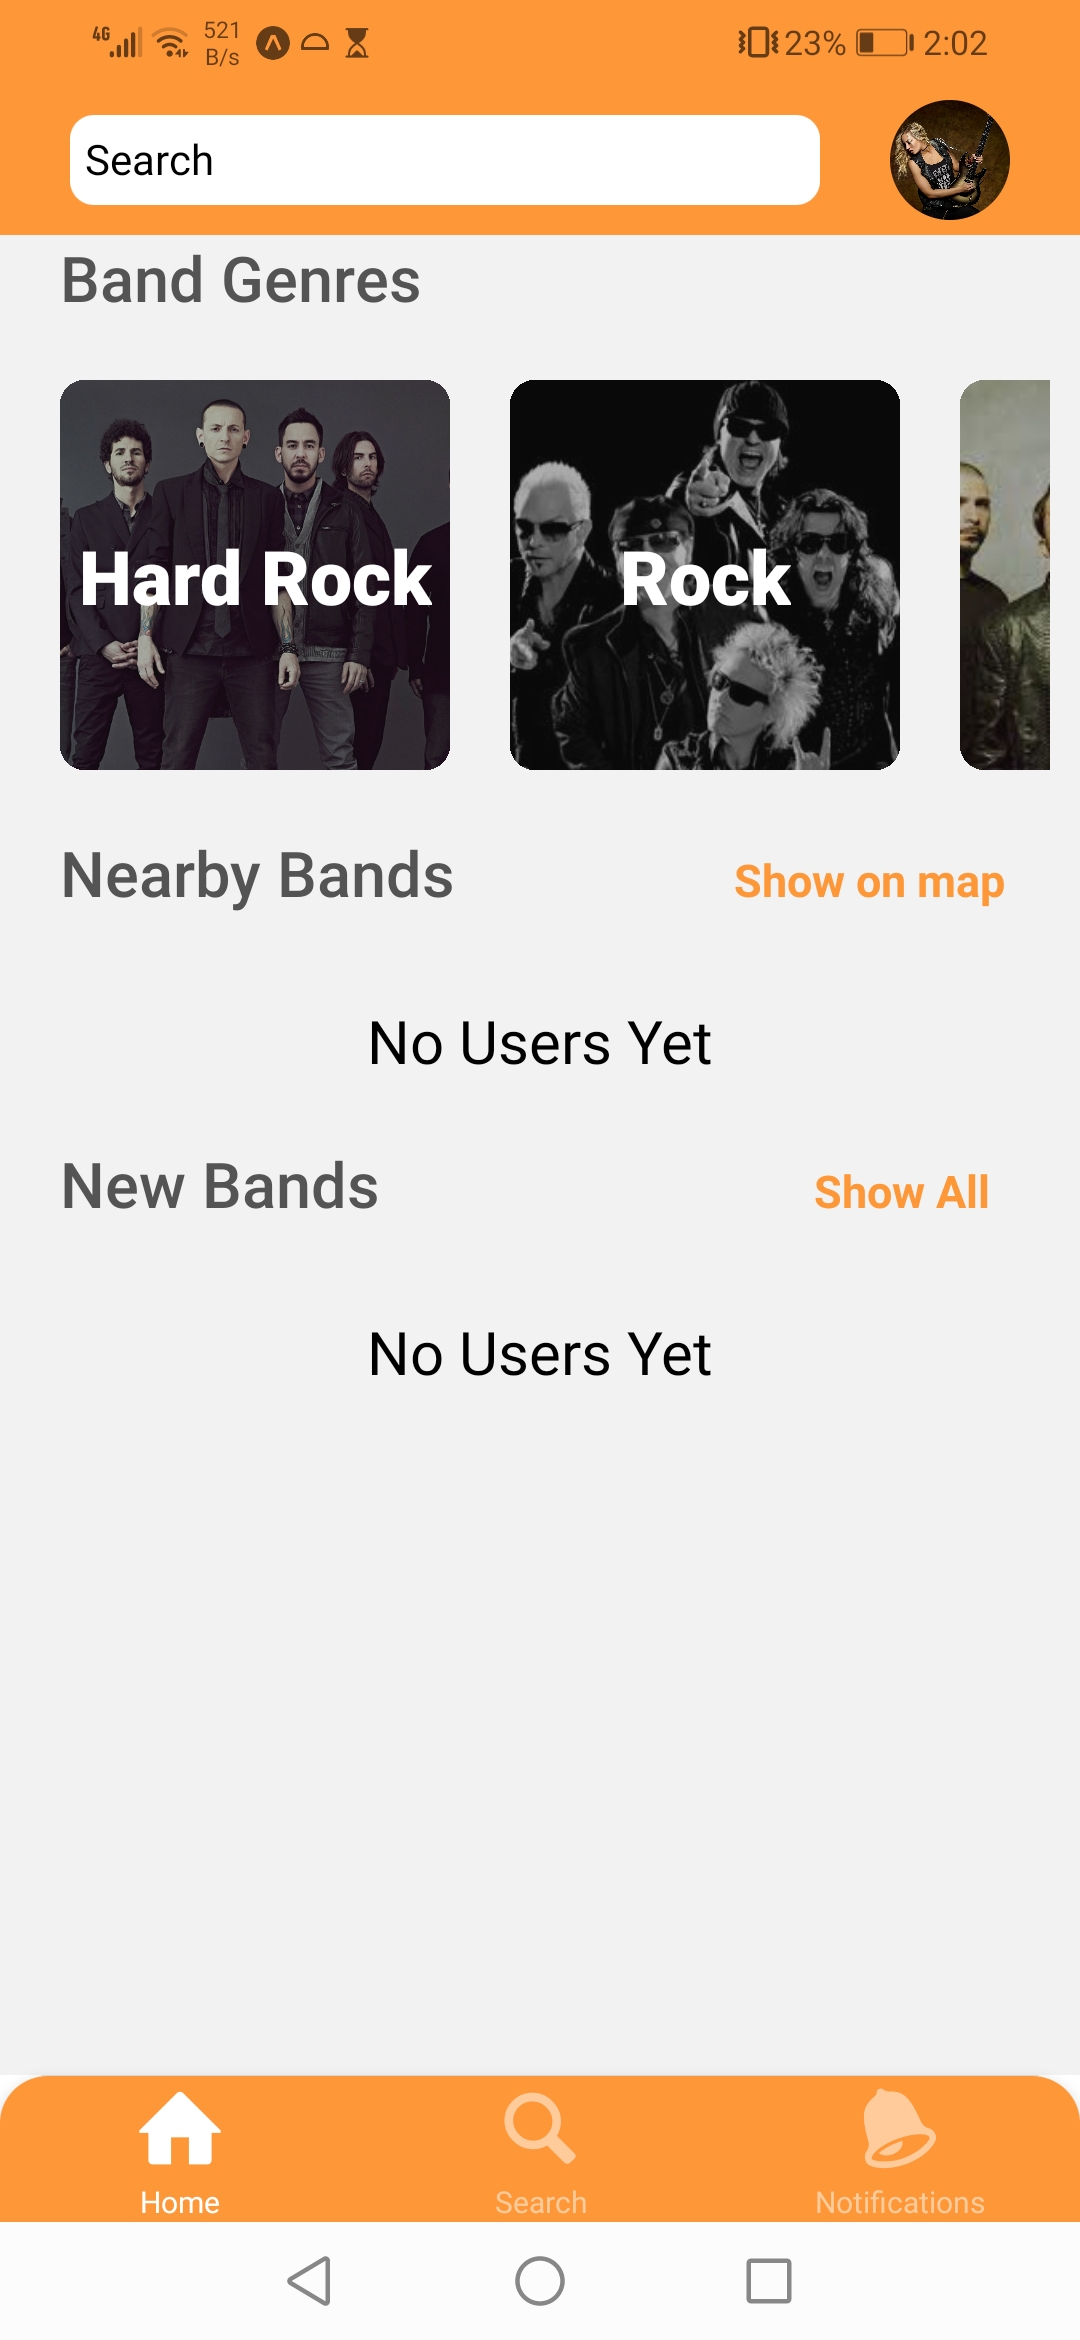 4G 521 B/s 23% 2:02
Search
Band Genres
Hard Rock
Rock
Nearby Bands Show on map
No Users Yet
New Bands Show All
No Users Yet
Home Search Notifications